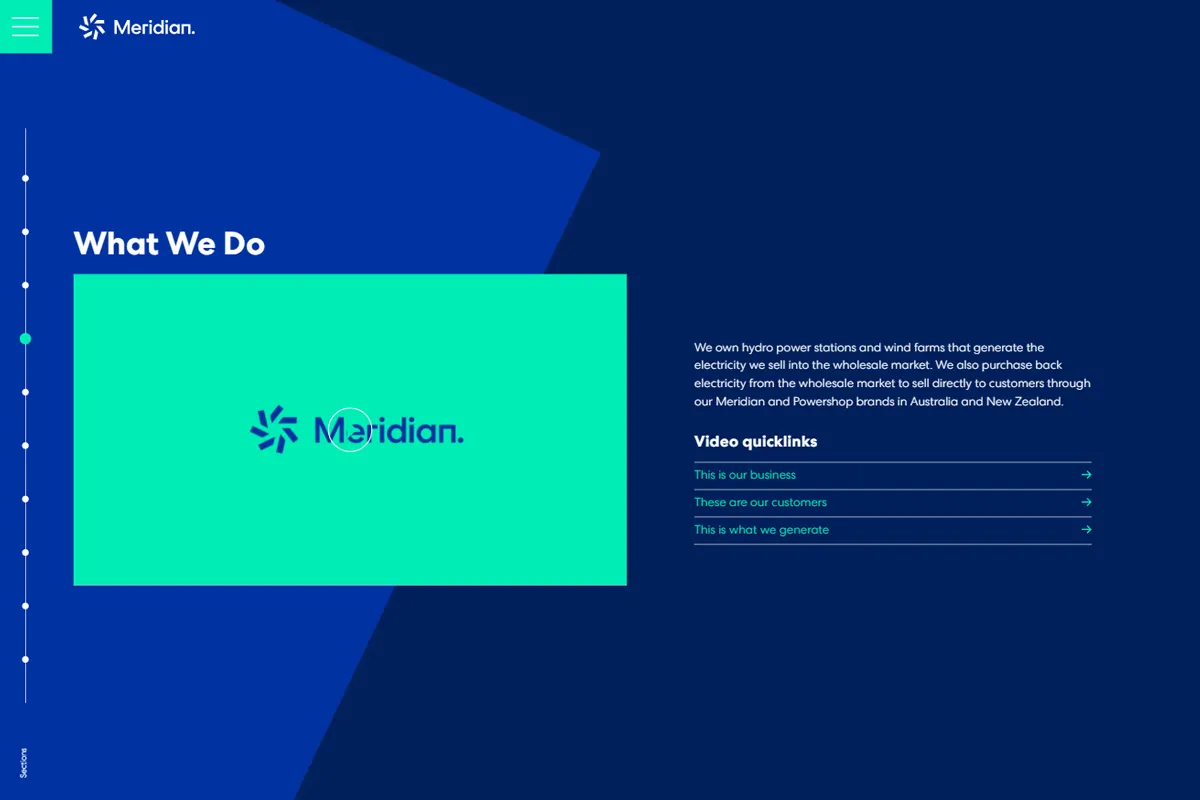 Meridian.
What We Do
Meridian.
We own hydro power stations and wind farms that generate the
electricity we sell into the wholesale market. We also purchase back
electricity from the wholesale market to sell directly to customers through
our Meridian and Powershop brands in Australia and New Zealand.
Video quicklinks
This is our business
These are our customers
This is what we generate
Sections